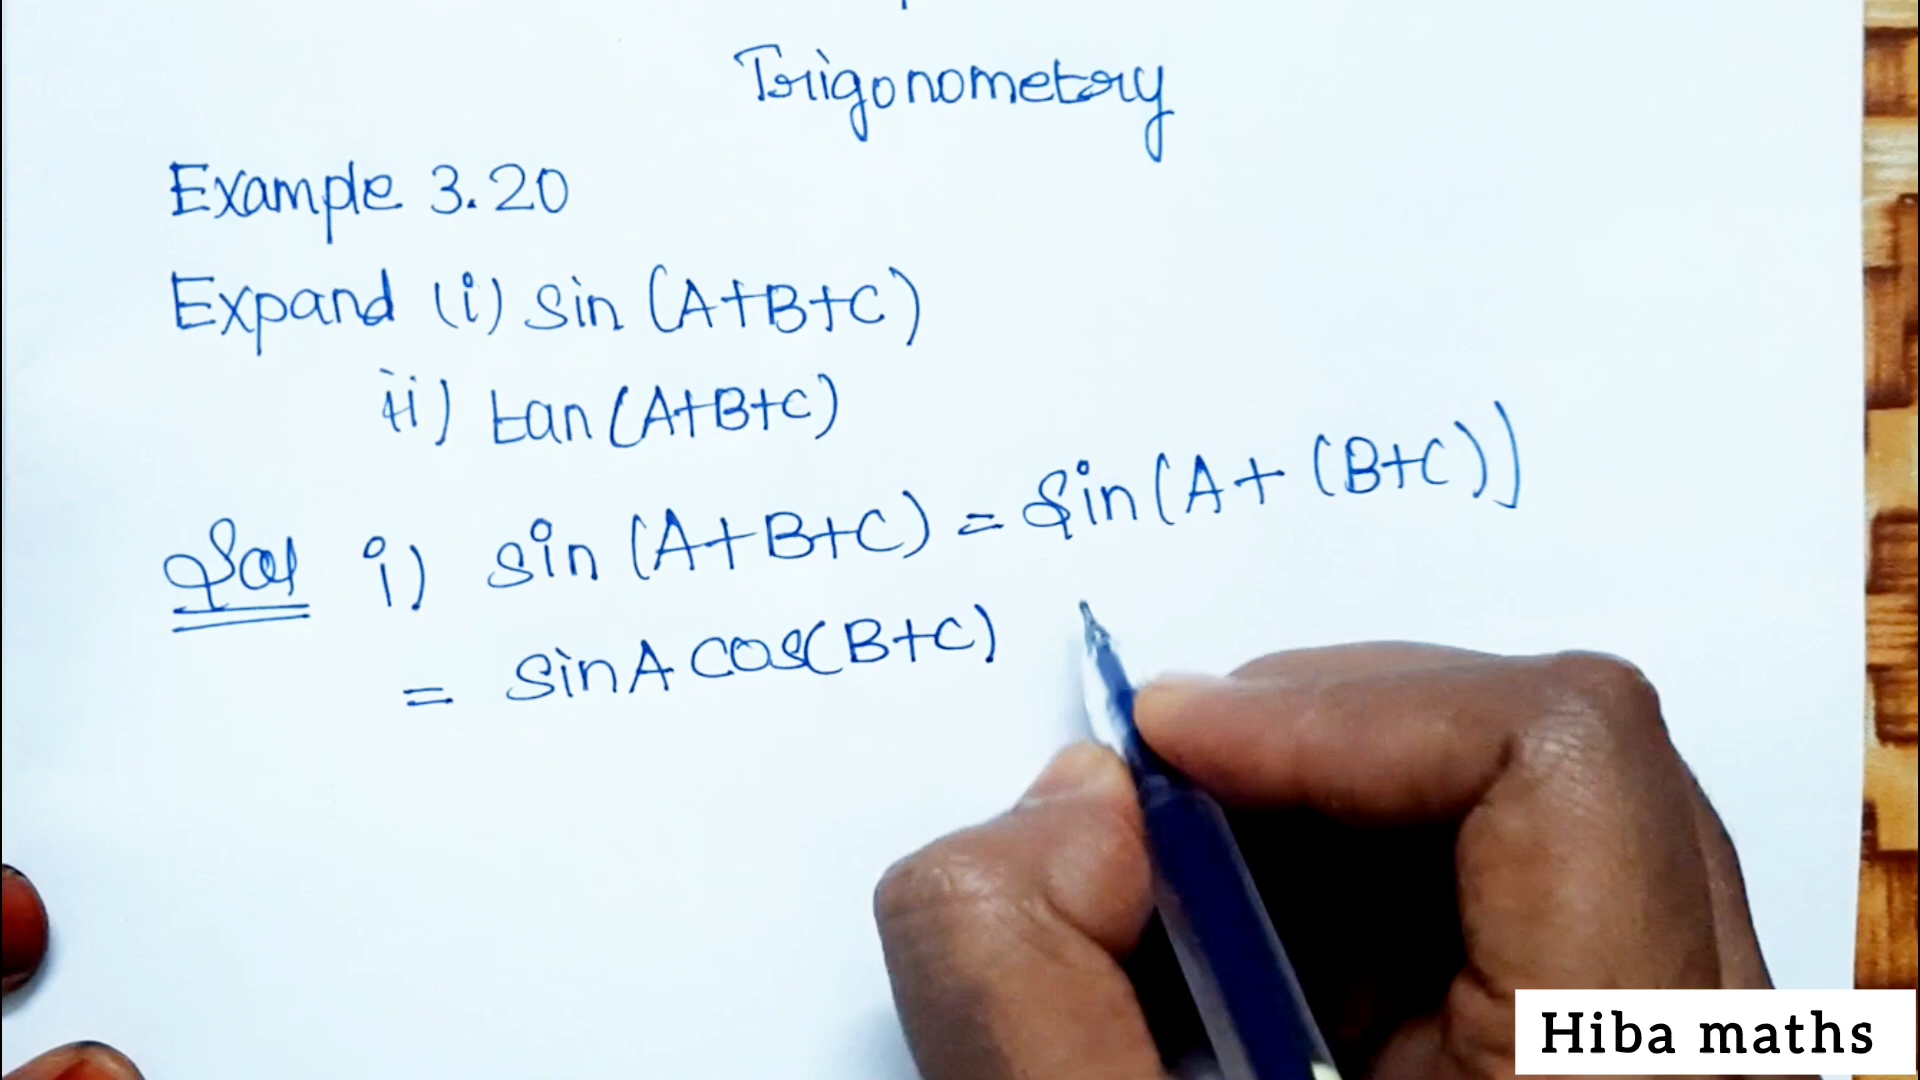 Trigonometry
Example 3.20
Expand (i) sin (A+B+C)
ii) tan (A+B+C)
Sol i) sin (A+B+C) = Sin (A+ (B+C))
= sin A cos(B+C)
Hiba maths